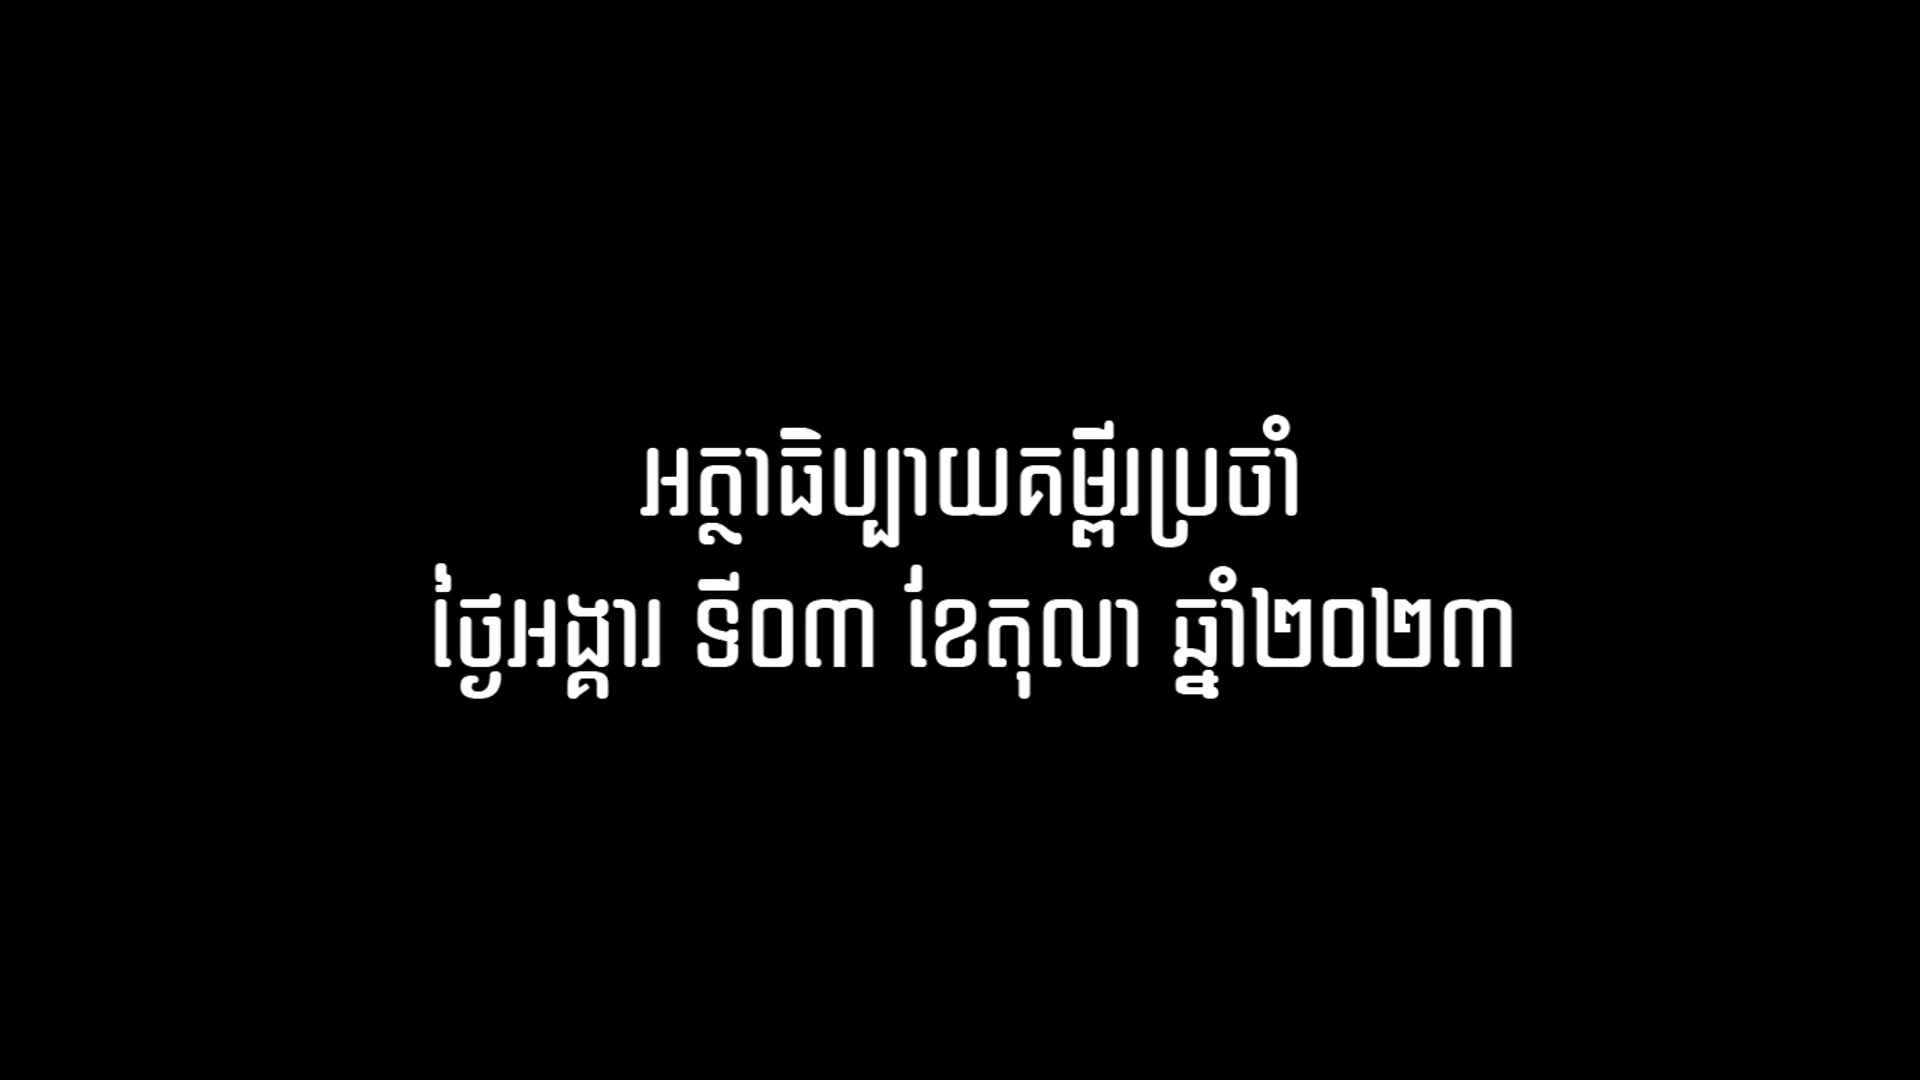 អត្ថាធិប្បាយគម្ពីរប្រចាំ
ថ្ងៃអង្គារ ទី០៣ ខែតុលា ឆ្នាំ២០២៣